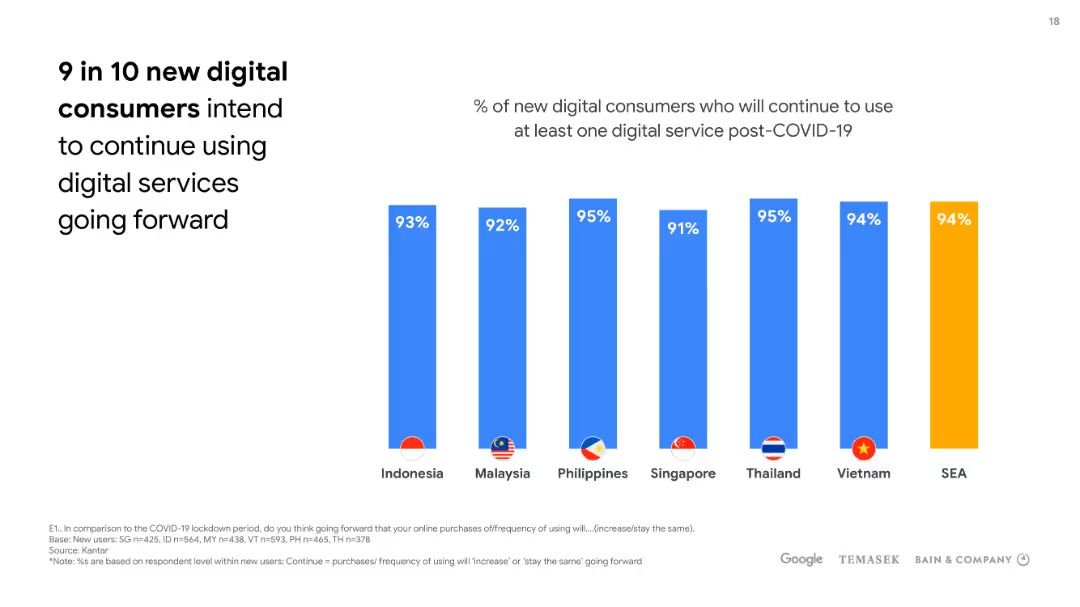 18
9 in 10 new digital
consumers intend
to continue using
digital services
going forward
% of new digital consumers who will continue to use
at least one digital service post-COVID-19
93%
92%
95%
91%
95%
94%
94%
Indonesia
Malaysia
Philippines
Singapore
Thailand
Vietnam
SEA
E1.. In comparison to the COVID-19 lockdown period, do you think going forward that your online purchases of/frequency of using will....(increase/stay the same).
Base: New users: SG n=425, ID n=564, MY n=438, VT n=593, PH n=465, TH n=378
Source: Kantar
*Note: %s are based on respondent level within new users; Continue = purchases/ frequency of using will 'increase' or 'stay the same' going forward
Google TEMASEK BAIN & COMPANY